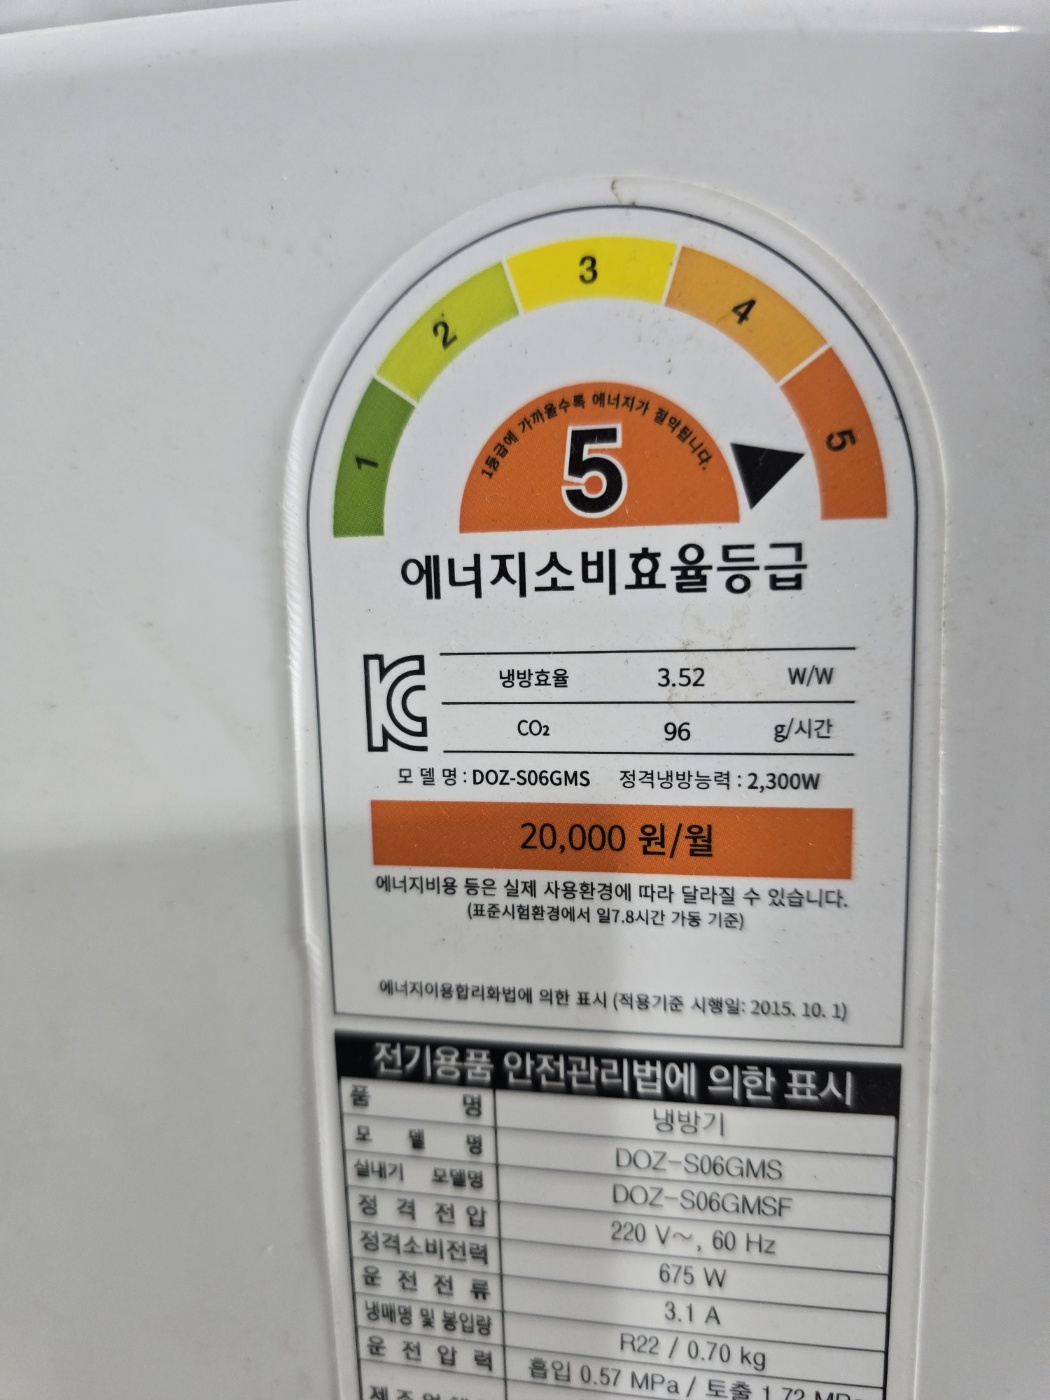 1 2 3 4 5
1등급에 가까울수록 에너지가 절약됩니다.
5
에너지소비효율등급
KC
냉방효율 3.52 W/W
CO₂ 96 g/시간
모 델 명 : DOZ-S06GMS 정격냉방능력 : 2,300W
20,000 원/월
에너지비용 등은 실제 사용환경에 따라 달라질 수 있습니다.
(표준시험환경에서 일7.8시간 가동 기준)
에너지이용합리화법에 의한 표시 (적용기준 시행일: 2015. 10. 1)
전기용품 안전관리법에 의한 표시
품 명 냉방기
모 델 명 DOZ-S06GMS
실내기 모델명 DOZ-S06GMSF
정 격 전 압 220 V~, 60 Hz
정격소비전력 675 W
운 전 전 류 3.1 A
냉매명 및 봉입량 R22 / 0.70 kg
운 전 압 력 흡입 0.57 MPa / 토출 1.72 MPa